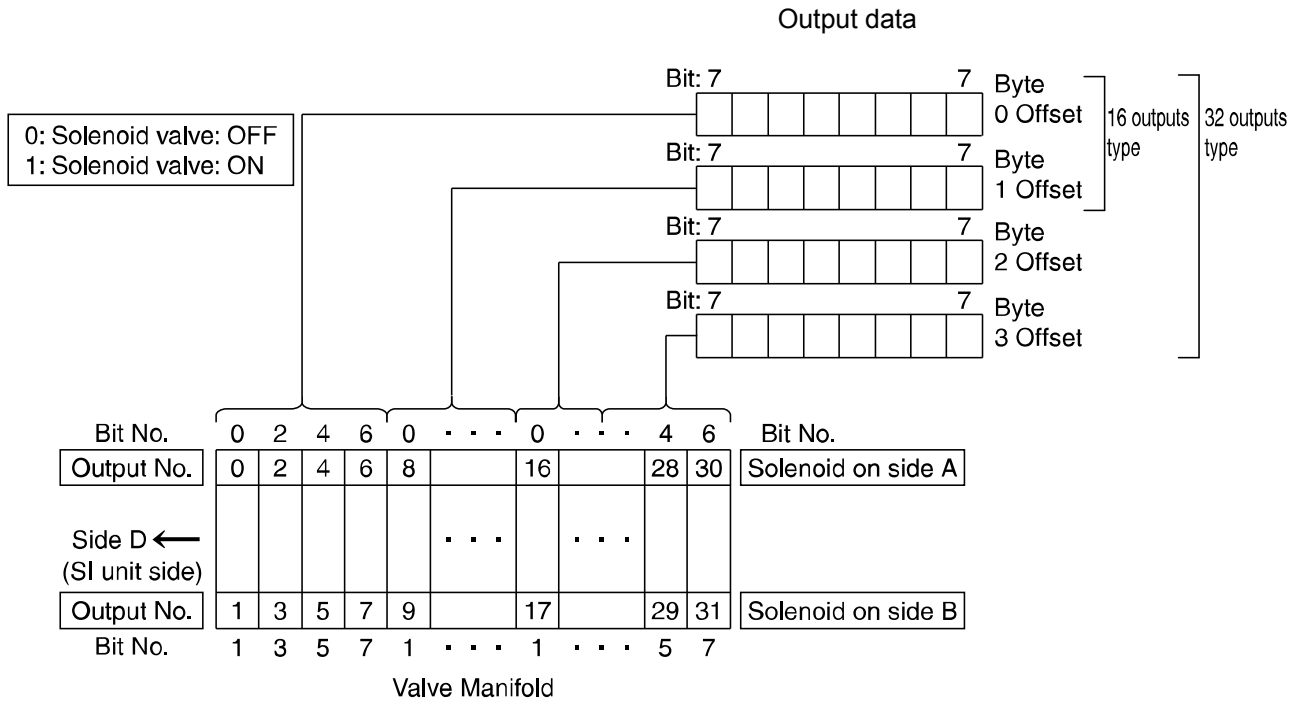 Output data
Bit: 7 7 Byte
0 Offset
0: Solenoid valve: OFF
1: Solenoid valve: ON
16 outputs
type
32 outputs
type
Bit: 7 7 Byte
1 Offset
Bit: 7 7 Byte
2 Offset
Bit: 7 7 Byte
3 Offset
Bit No. 0 2 4 6 0 · · · 0 · · · 4 6 Bit No.
Output No. 0 2 4 6 8 16 28 30 Solenoid on side A
Side D ← · · · · · ·
(SI unit side)
Output No. 1 3 5 7 9 17 29 31 Solenoid on side B
Bit No. 1 3 5 7 1 · · · 1 · · · 5 7
Valve Manifold